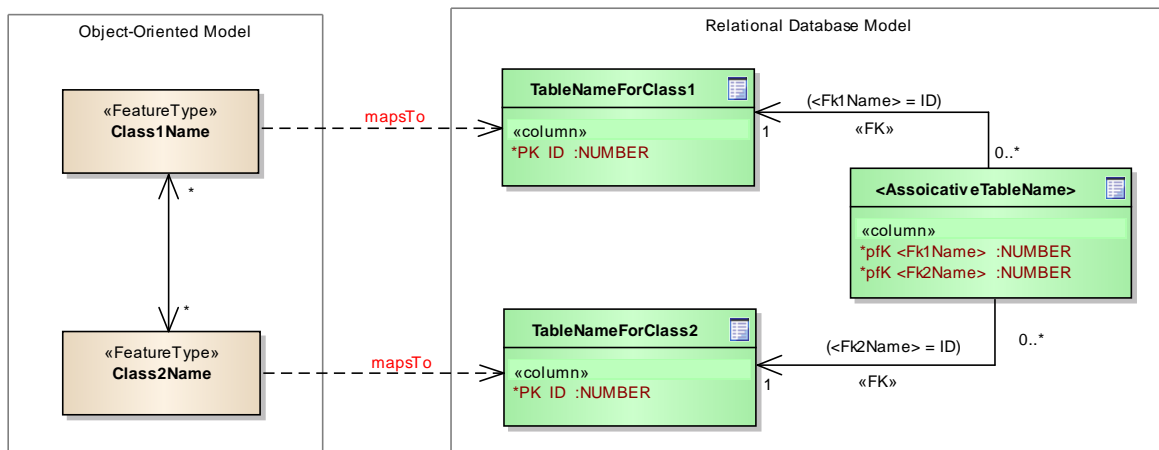 Object-Oriented Model
Relational Database Model
«FeatureType»
Class1Name
*
mapsTo
TableNameForClass1
«column»
*PK ID :NUMBER
(<Fk1Name> = ID)
1
«FK»
0..*
<AssoicativeTableName>
«column»
*pfK <Fk1Name> :NUMBER
*pfK <Fk2Name> :NUMBER
*
«FeatureType»
Class2Name
mapsTo
TableNameForClass2
«column»
*PK ID :NUMBER
0..*
(<Fk2Name> = ID)
1
«FK»